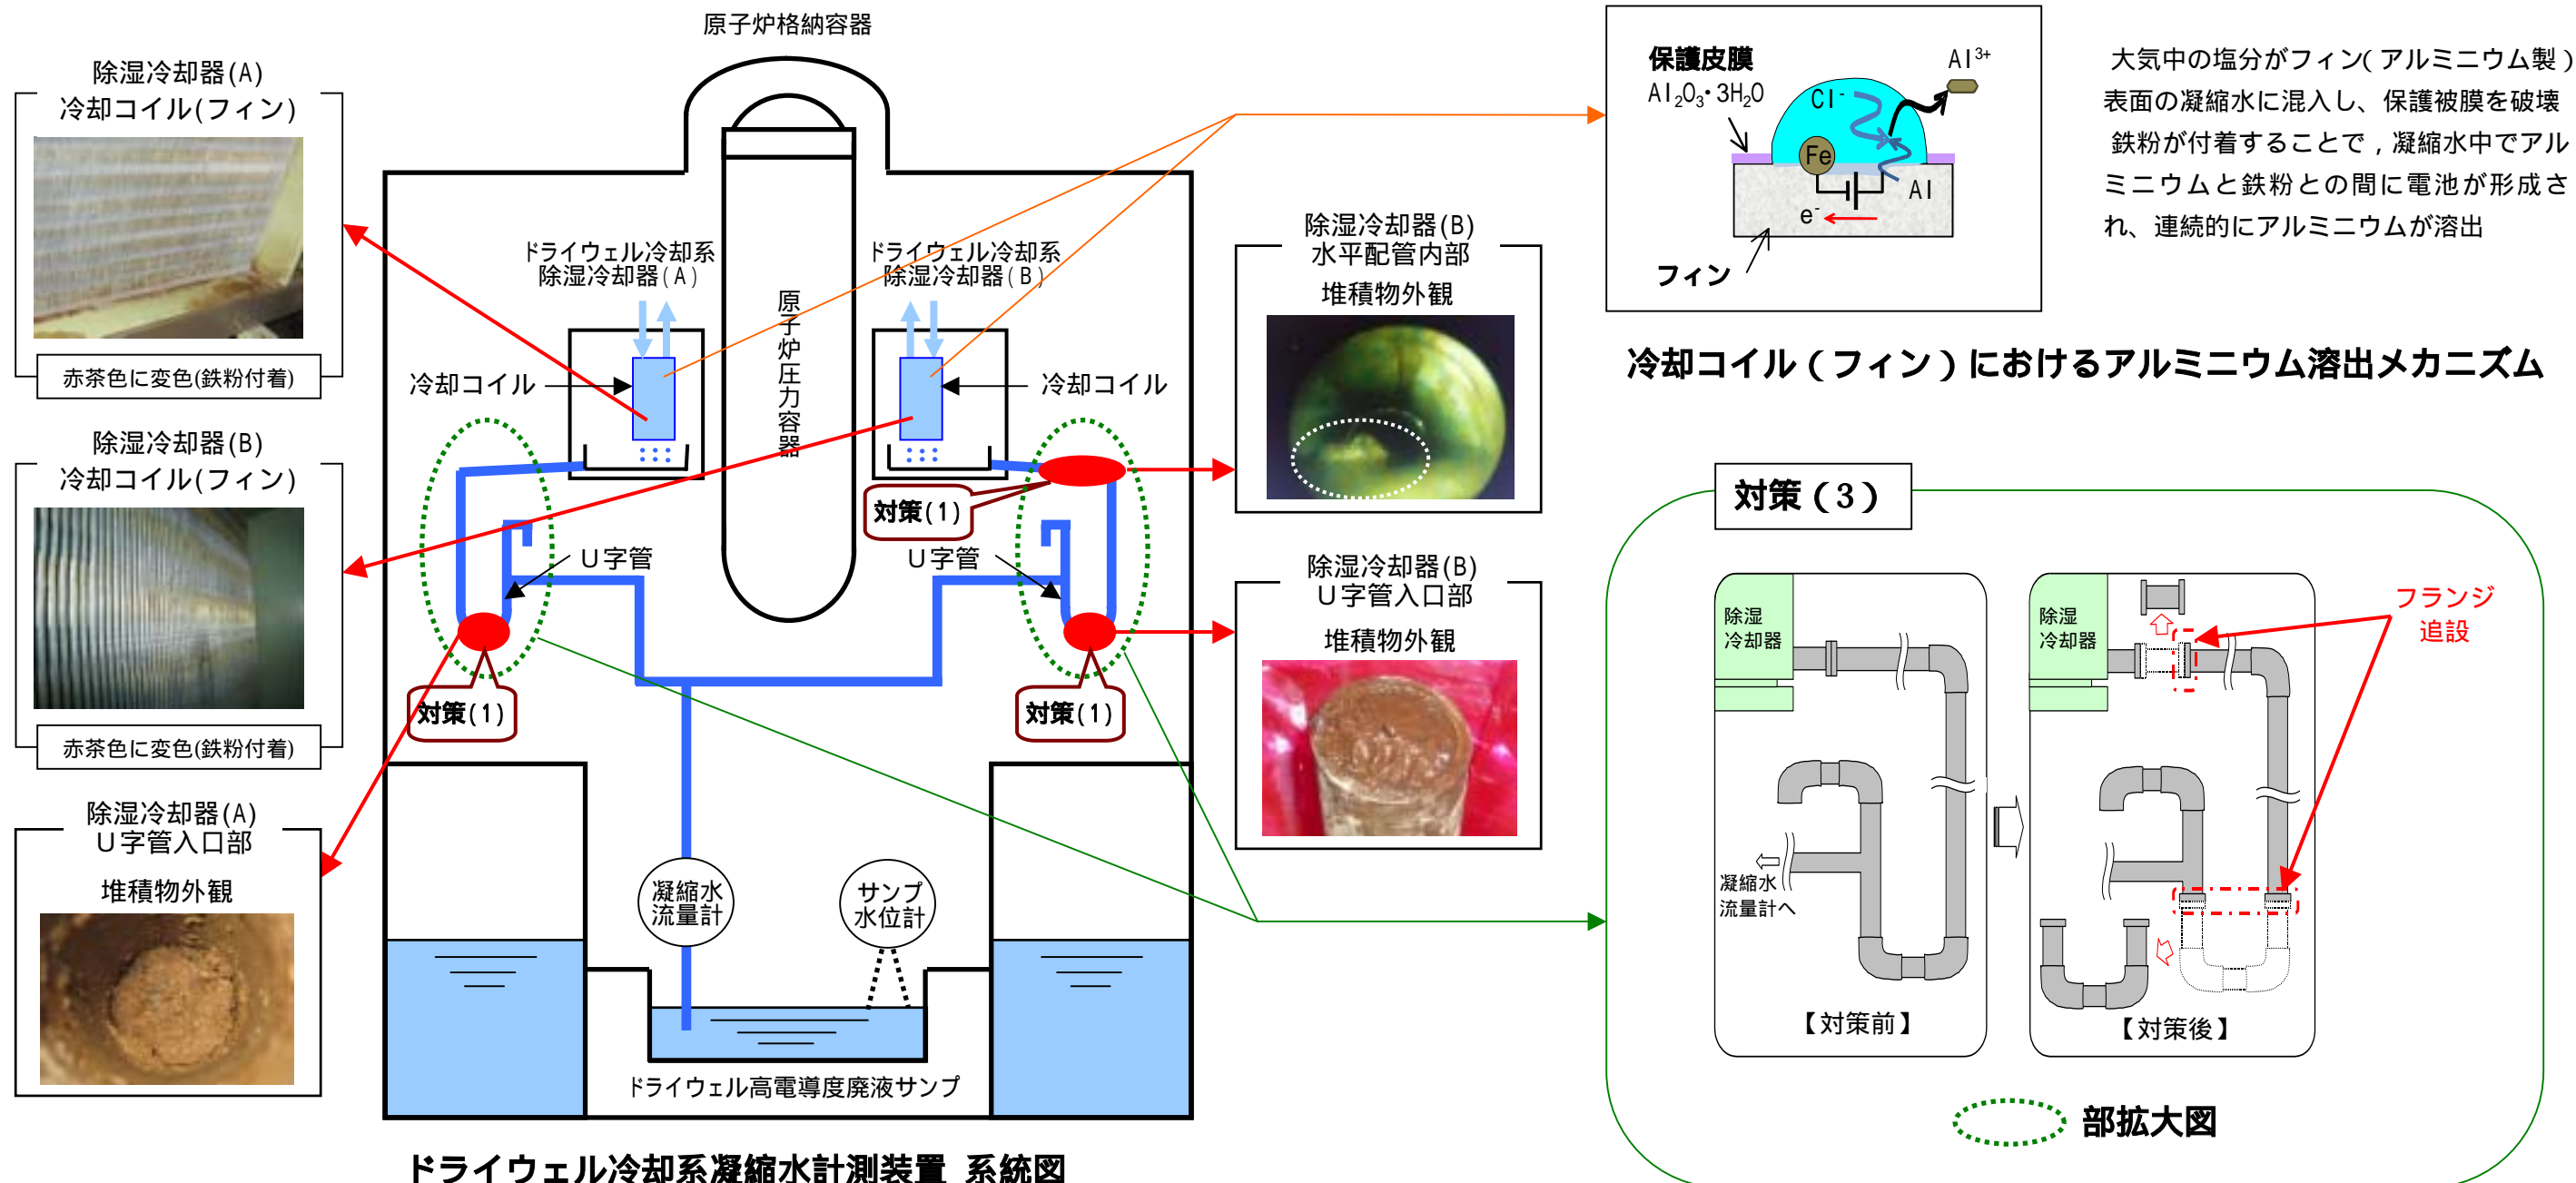 原子炉格納容器
除湿冷却器(A)
冷却コイル(フィン)
赤茶色に変色(鉄粉付着)
除湿冷却器(B)
冷却コイル(フィン)
赤茶色に変色(鉄粉付着)
除湿冷却器(A)
U字管入口部
堆積物外観
ドライウェル冷却系
除湿冷却器(A)
ドライウェル冷却系
除湿冷却器(B)
原子炉圧力容器
冷却コイル
冷却コイル
対策(1)
U字管
U字管
対策(1)
対策(1)
凝縮水
流量計
サンプ
水位計
ドライウェル高電導度廃液サンプ
ドライウェル冷却系凝縮水計測装置 系統図
除湿冷却器(B)
水平配管内部
堆積物外観
除湿冷却器(B)
U字管入口部
堆積物外観
保護皮膜
Al₂O₃・3H₂O
Cl⁻
Al³⁺
Fe
Al
e⁻
フィン
大気中の塩分がフィン(アルミニウム製)
表面の凝縮水に混入し、保護被膜を破壊
鉄粉が付着することで,凝縮水中でアル
ミニウムと鉄粉との間に電池が形成さ
れ、連続的にアルミニウムが溶出
冷却コイル(フィン)におけるアルミニウム溶出メカニズム
対策(3)
除湿
冷却器
凝縮水
流量計へ
【対策前】
除湿
冷却器
フランジ
追設
【対策後】
部拡大図